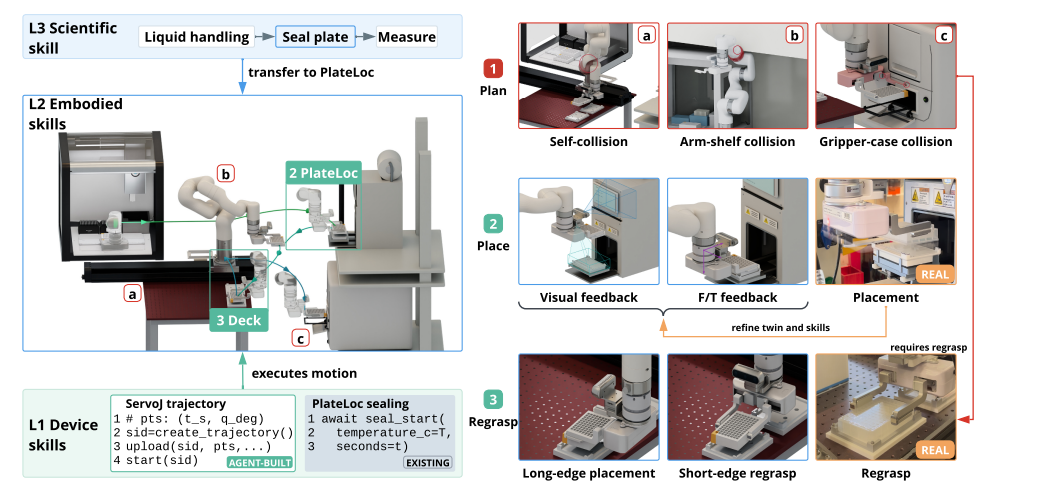 L3 Scientific
skill
Liquid handling
Seal plate
Measure
transfer to PlateLoc
L2 Embodied
skills
b
2 PlateLoc
a
3 Deck
c
executes motion
L1 Device
skills
ServoJ trajectory
1 # pts: (t_s, q_deg)
2 sid=create_trajectory()
3 upload(sid, pts,...)
4 start(sid)
AGENT-BUILT
PlateLoc sealing
1 await seal_start(
2 temperature_c=T,
3 seconds=t)
EXISTING
1
Plan
a
b
c
Self-collision
Arm-shelf collision
Gripper-case collision
2
Place
REAL
Visual feedback
F/T feedback
Placement
refine twin and skills
requires regrasp
3
Regrasp
REAL
Long-edge placement
Short-edge regrasp
Regrasp